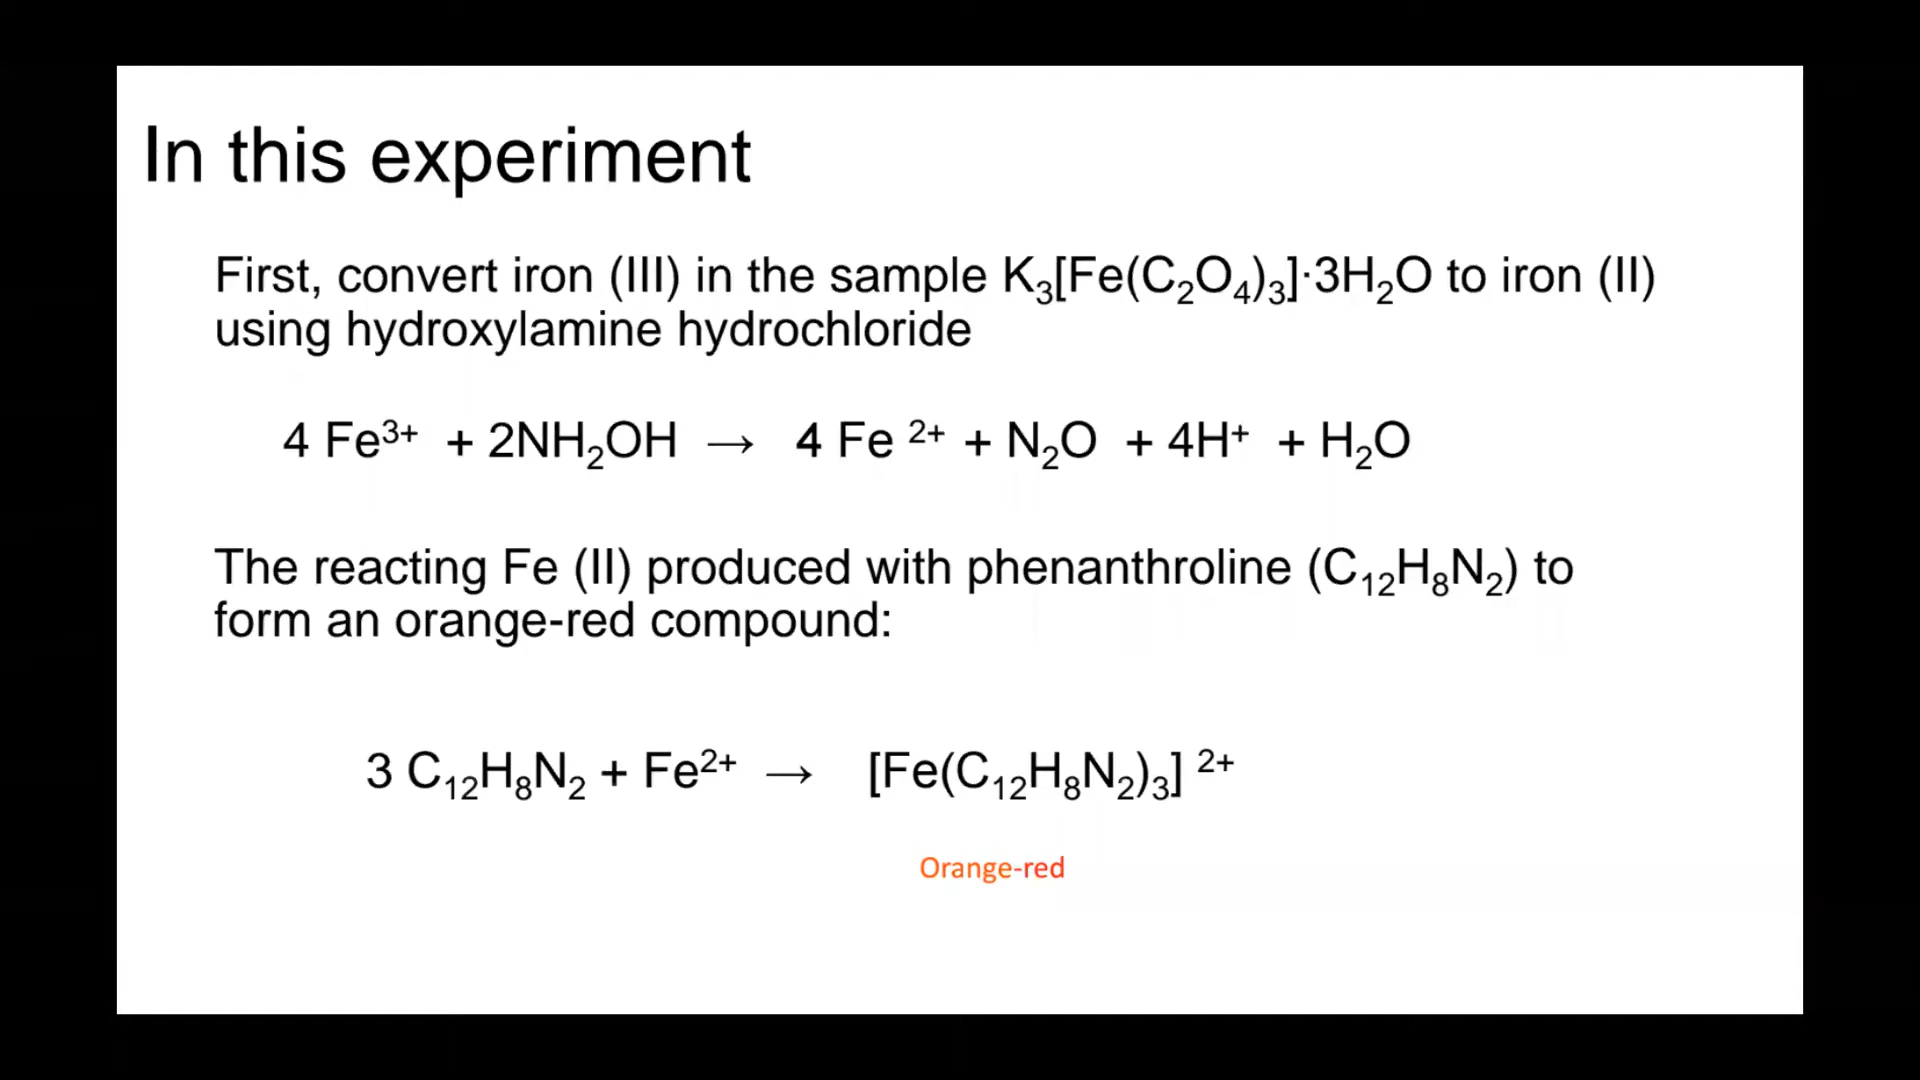 In this experiment
First, convert iron (III) in the sample K₃[Fe(C₂O₄)₃]·3H₂O to iron (II)
using hydroxylamine hydrochloride
4 Fe³⁺ + 2NH₂OH → 4 Fe ²⁺ + N₂O + 4H⁺ + H₂O
The reacting Fe (II) produced with phenanthroline (C₁₂H₈N₂) to
form an orange-red compound:
3 C₁₂H₈N₂ + Fe²⁺ → [Fe(C₁₂H₈N₂)₃] ²⁺
Orange-red